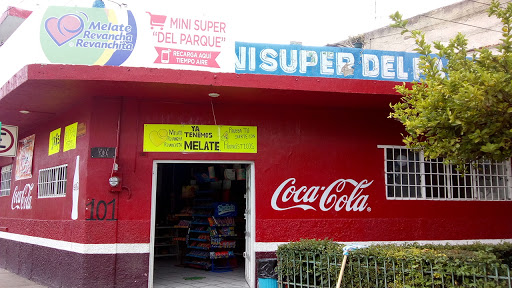 Melate
Revancha
Revanchita
MINI SUPER
"DEL PARQUE"
RECARGA AQUI
TIEMPO AIRE
NI SUPER DEL
YA
TENEMOS
MELATE
Coca-Cola
Coca-Cola
101
E